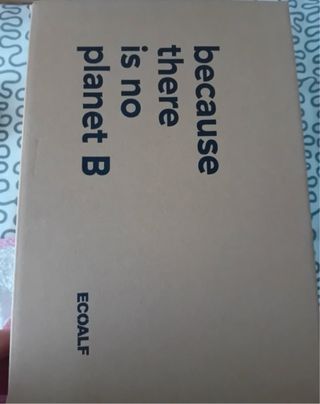 because
there
is no
planet B
ECOALF